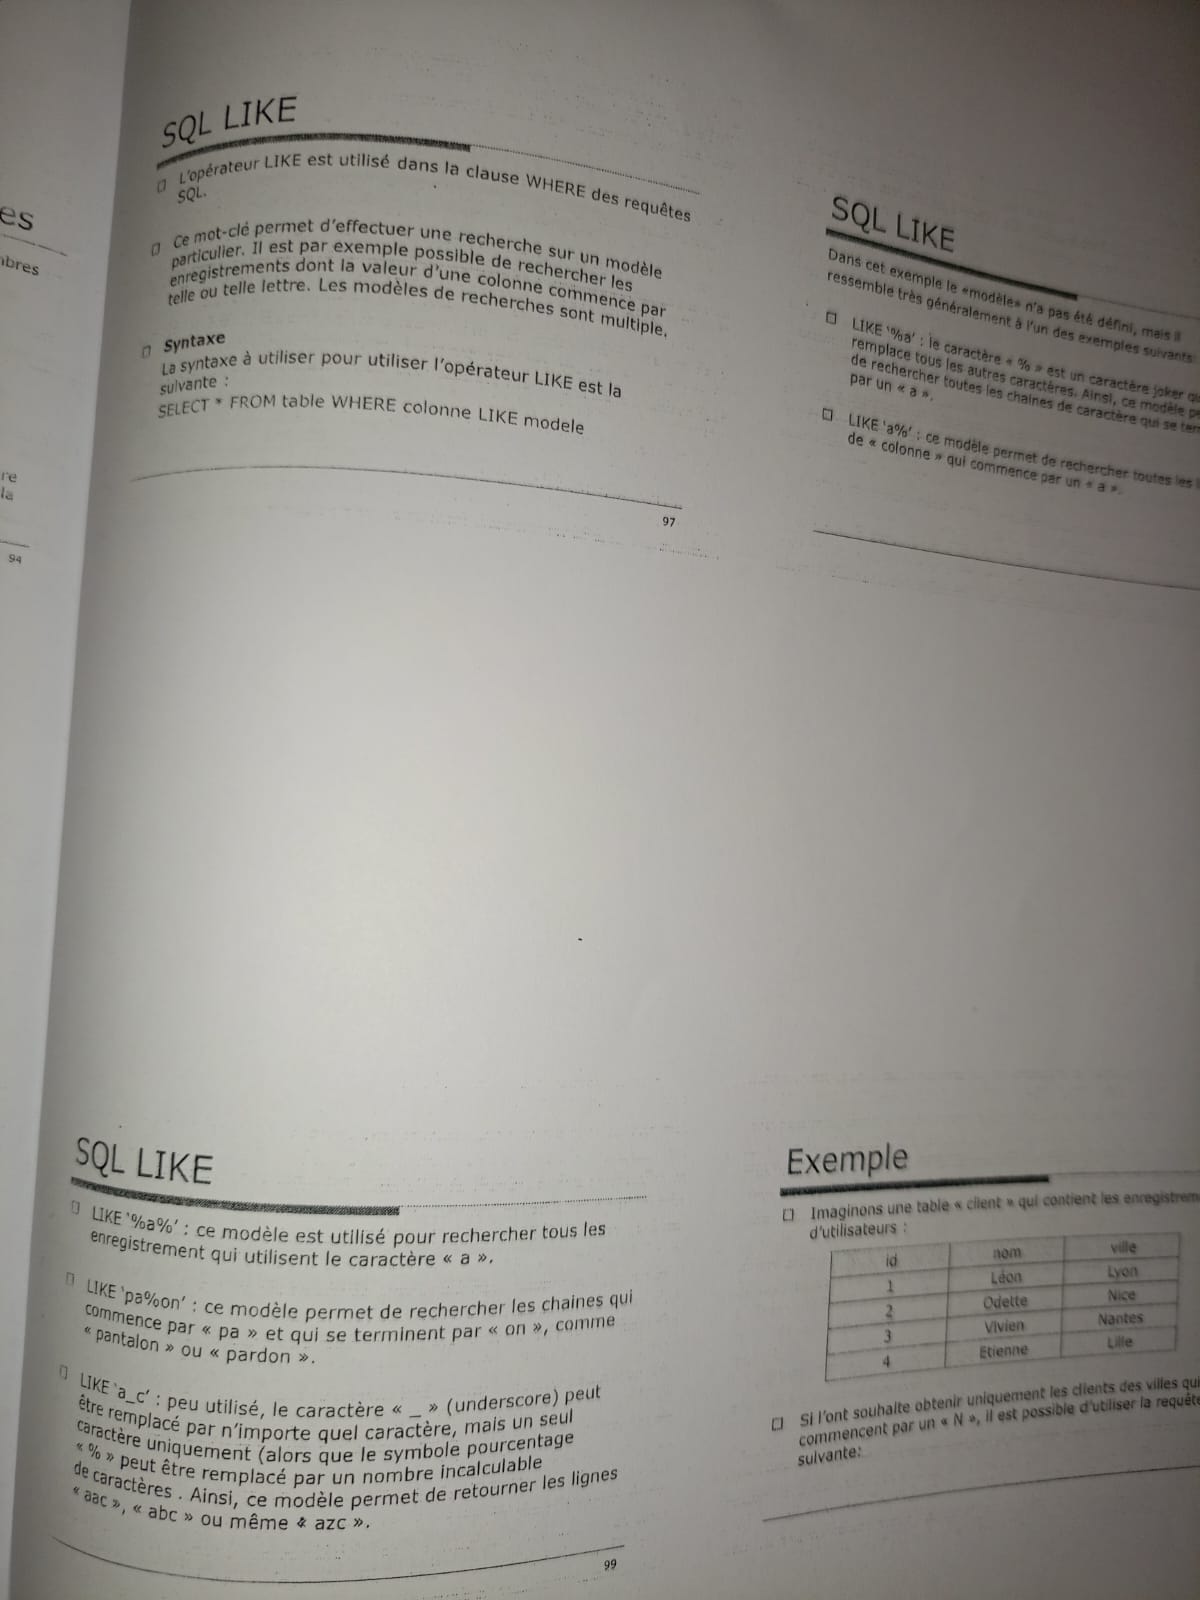 es
mbres
re
la
94
SQL LIKE
L'opérateur LIKE est utilisé dans la clause WHERE des requêtes
SQL.
Ce mot-clé permet d'effectuer une recherche sur un modèle
particulier. Il est par exemple possible de rechercher les
enregistrements dont la valeur d'une colonne commence par
telle ou telle lettre. Les modèles de recherches sont multiple.
Syntaxe
La syntaxe à utiliser pour utiliser l'opérateur LIKE est la
suivante :
SELECT * FROM table WHERE colonne LIKE modele
97
SQL LIKE
Dans cet exemple le «modèle» n'a pas été défini, mais il
ressemble très généralement à l'un des exemples suivants:
LIKE '%a' : le caractère « % » est un caractère joker qu
remplace tous les autres caractères. Ainsi, ce modèle pe
de rechercher toutes les chaines de caractère qui se term
par un « a ».
LIKE 'a%' : ce modèle permet de rechercher toutes les l
de « colonne » qui commence par un « a ».
SQL LIKE
LIKE '%a%' : ce modèle est utilisé pour rechercher tous les
enregistrement qui utilisent le caractère « a ».
LIKE 'pa%on' : ce modèle permet de rechercher les chaines qui
commence par « pa » et qui se terminent par « on », comme
« pantalon » ou « pardon ».
LIKE 'a_c' : peu utilisé, le caractère « _ » (underscore) peut
être remplacé par n'importe quel caractère, mais un seul
caractère uniquement (alors que le symbole pourcentage
« % » peut être remplacé par un nombre incalculable
de caractères . Ainsi, ce modèle permet de retourner les lignes
« aac », « abc » ou même « azc ».
99
Exemple
Imaginons une table « client » qui contient les enregistrem
d'utilisateurs :
id nom ville
1 Léon Lyon
2 Odette Nice
3 Vivien Nantes
4 Etienne Lille
Si l'ont souhaite obtenir uniquement les clients des villes qui
commencent par un « N », il est possible d'utiliser la requête
suivante: